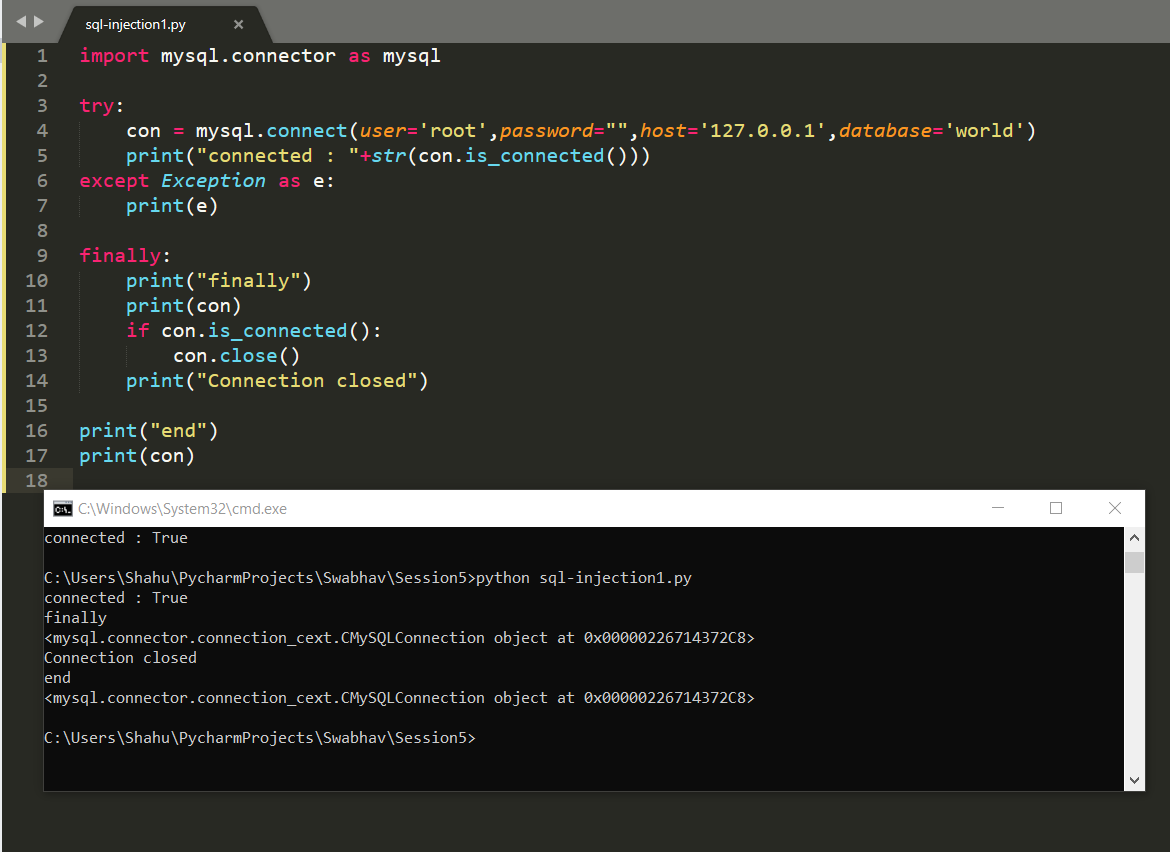 sql-injection1.py ×
1 import mysql.connector as mysql
2
3 try:
4     con = mysql.connect(user='root',password="",host='127.0.0.1',database='world')
5     print("connected : "+str(con.is_connected()))
6 except Exception as e:
7     print(e)
8
9 finally:
10     print("finally")
11     print(con)
12     if con.is_connected():
13         con.close()
14     print("Connection closed")
15
16 print("end")
17 print(con)
18
C:\Windows\System32\cmd.exe
connected : True
C:\Users\Shahu\PycharmProjects\Swabhav\Session5>python sql-injection1.py
connected : True
finally
<mysql.connector.connection_cext.CMySQLConnection object at 0x00000226714372C8>
Connection closed
end
<mysql.connector.connection_cext.CMySQLConnection object at 0x00000226714372C8>
C:\Users\Shahu\PycharmProjects\Swabhav\Session5>